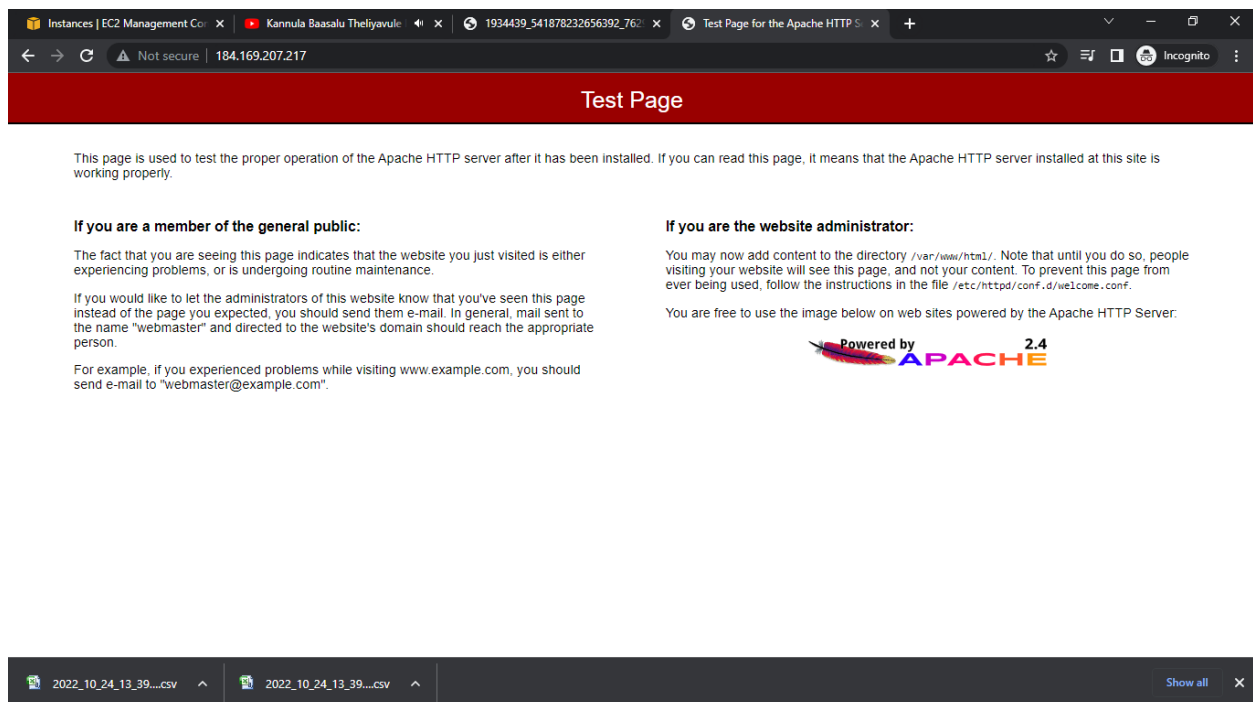 Instances | EC2 Management Cor
Kannula Baasalu Theliyavule
1934439_541878232656392_762
Test Page for the Apache HTTP S
Not secure | 184.169.207.217
Incognito
Test Page
This page is used to test the proper operation of the Apache HTTP server after it has been installed. If you can read this page, it means that the Apache HTTP server installed at this site is
working properly.
If you are a member of the general public:
The fact that you are seeing this page indicates that the website you just visited is either
experiencing problems, or is undergoing routine maintenance.
If you would like to let the administrators of this website know that you've seen this page
instead of the page you expected, you should send them e-mail. In general, mail sent to
the name "webmaster" and directed to the website's domain should reach the appropriate
person.
For example, if you experienced problems while visiting www.example.com, you should
send e-mail to "webmaster@example.com".
If you are the website administrator:
You may now add content to the directory /var/www/html/. Note that until you do so, people
visiting your website will see this page, and not your content. To prevent this page from
ever being used, follow the instructions in the file /etc/httpd/conf.d/welcome.conf.
You are free to use the image below on web sites powered by the Apache HTTP Server:
Powered by 2.4
APACHE
2022_10_24_13_39....csv
2022_10_24_13_39....csv
Show all